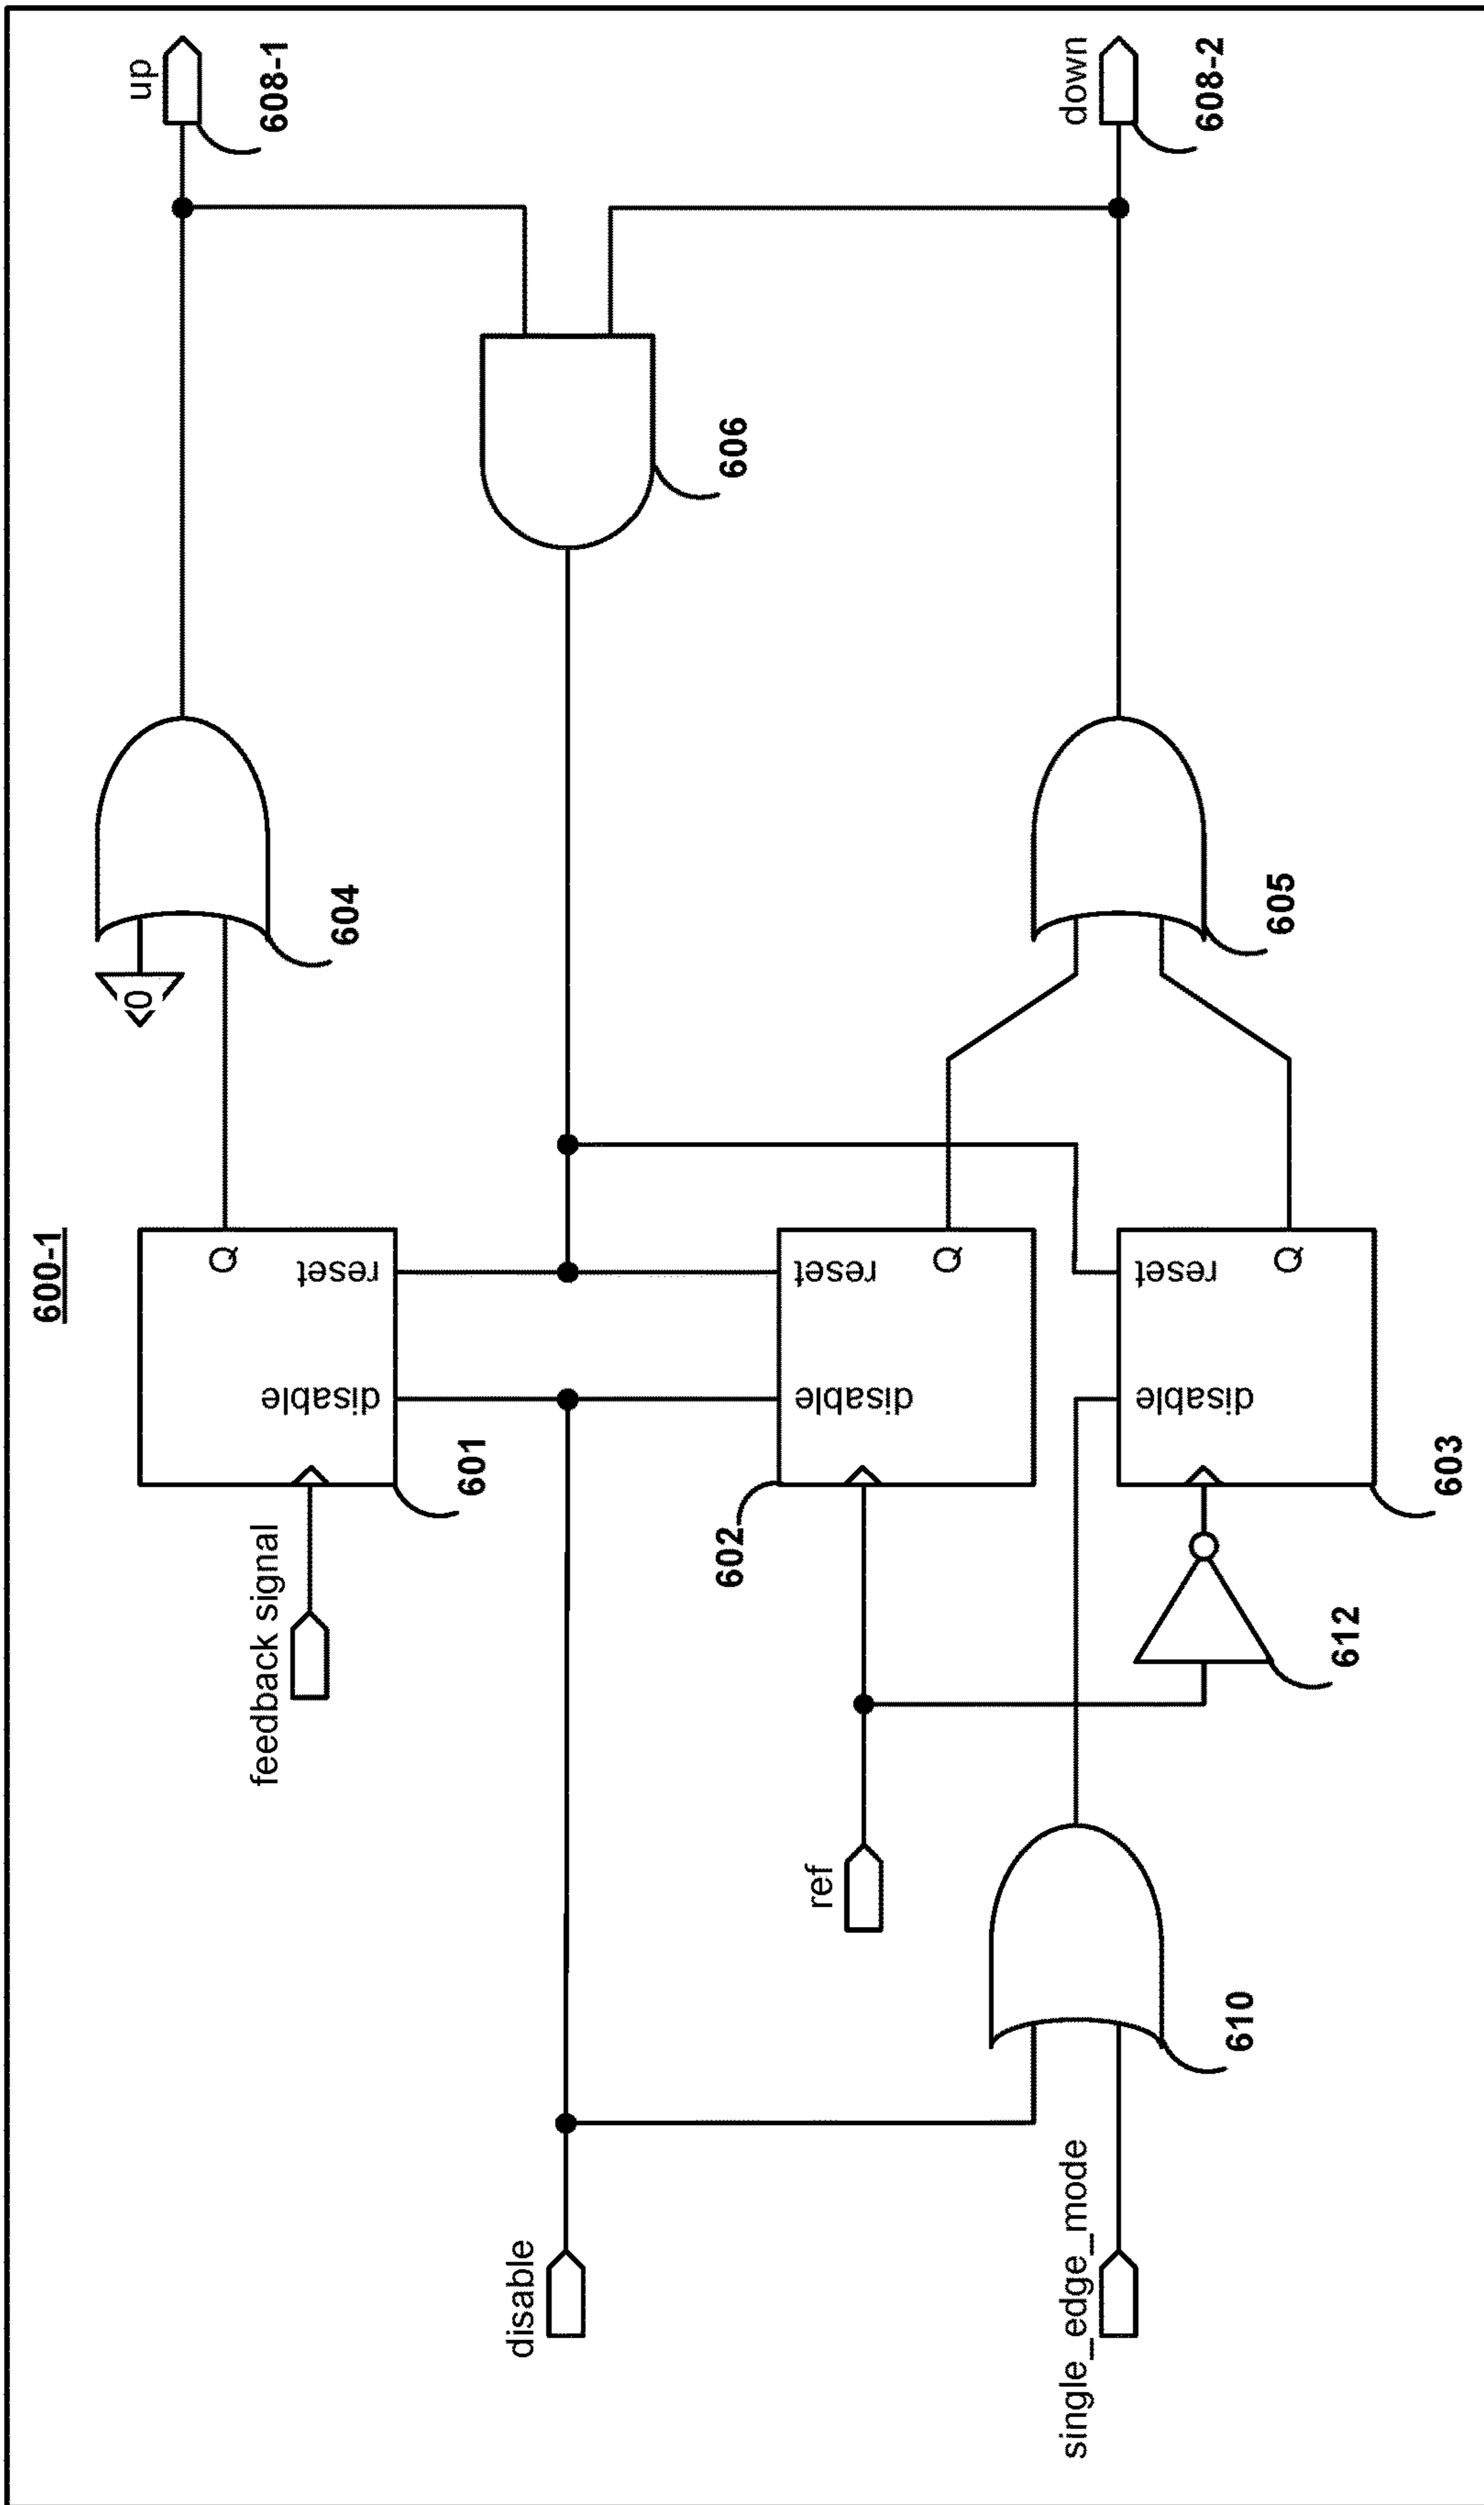 600-1
up
608-1
604
0
Q
reset
disable
601
feedback signal
606
disable
602
reset
Q
disable
ref
down
608-2
605
reset
Q
disable
603
612
610
single_edge_mode